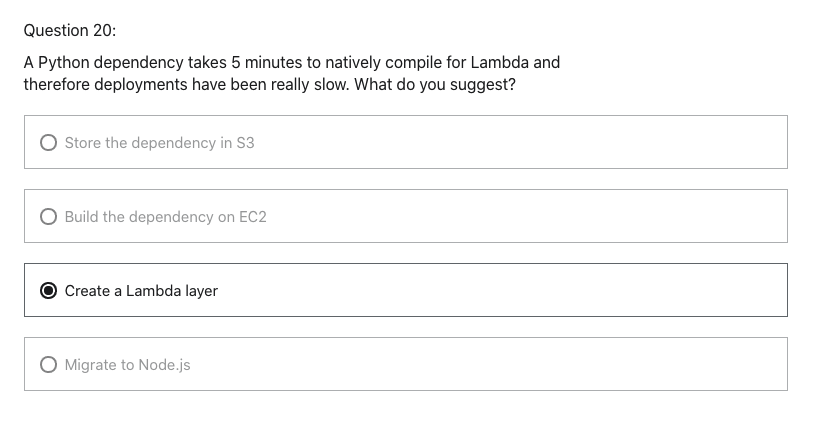 Question 20:
A Python dependency takes 5 minutes to natively compile for Lambda and
therefore deployments have been really slow. What do you suggest?
Store the dependency in S3
Build the dependency on EC2
Create a Lambda layer
Migrate to Node.js